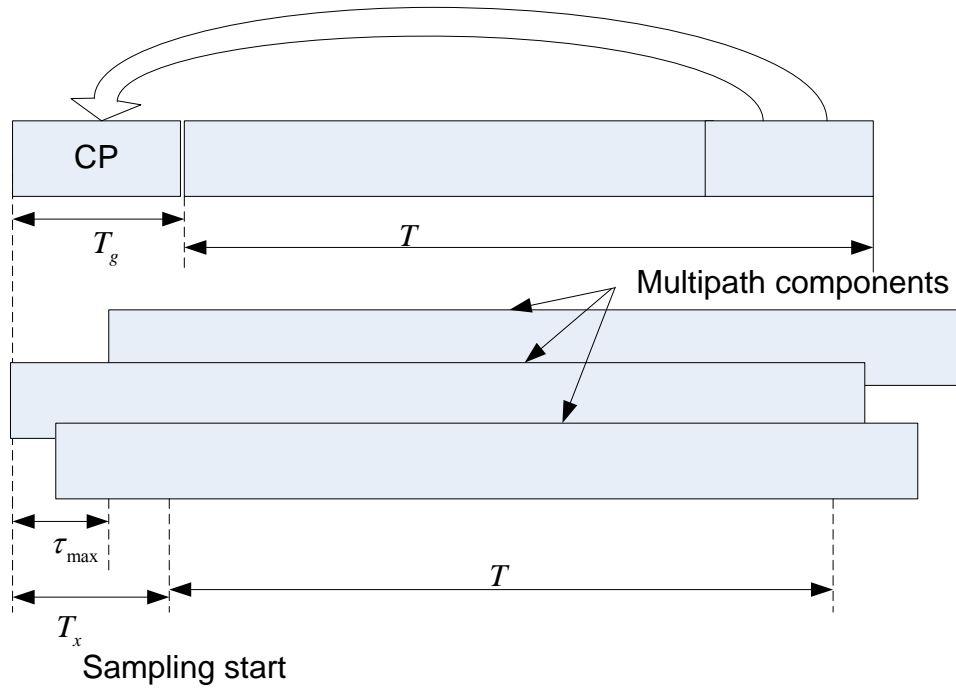 CP
T_g
T
Multipath components
τ_max
T
T_x
Sampling start